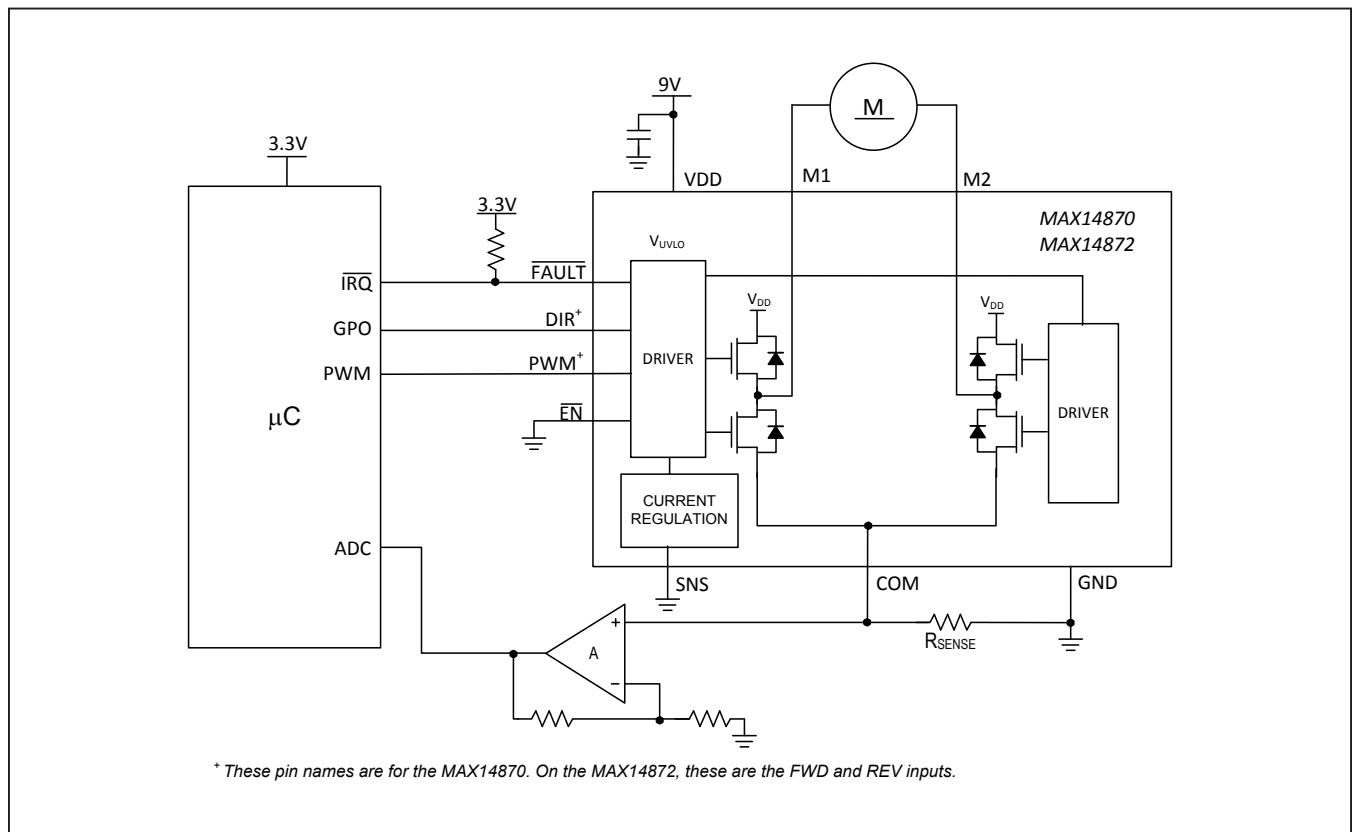 9V
M
3.3V
VDD
M1
M2
MAX14870
MAX14872
3.3V
VUVLO
IRQ
FAULT
VDD
VDD
GPO
DIR+
DRIVER
PWM
PWM+
DRIVER
μC
EN
CURRENT
REGULATION
ADC
SNS
COM
GND
+
A
−
RSENSE
+ These pin names are for the MAX14870. On the MAX14872, these are the FWD and REV inputs.